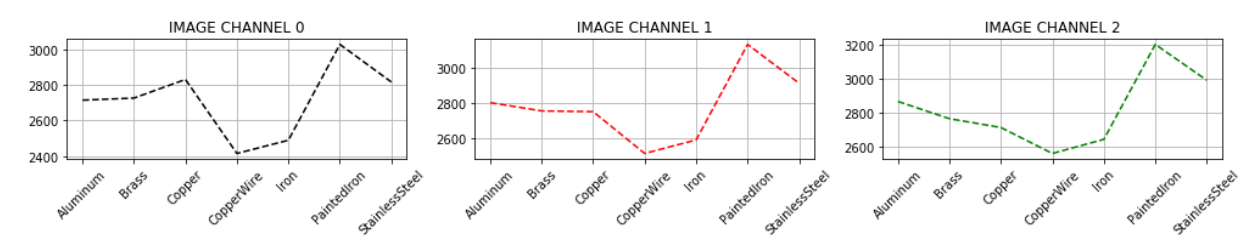 IMAGE CHANNEL 0
3000
2800
2600
2400
Aluminum
Brass
Copper
CopperWire
Iron
PaintedIron
StainlessSteel
IMAGE CHANNEL 1
3000
2800
2600
Aluminum
Brass
Copper
CopperWire
Iron
PaintedIron
StainlessSteel
IMAGE CHANNEL 2
3200
3000
2800
2600
Aluminum
Brass
Copper
CopperWire
Iron
PaintedIron
StainlessSteel